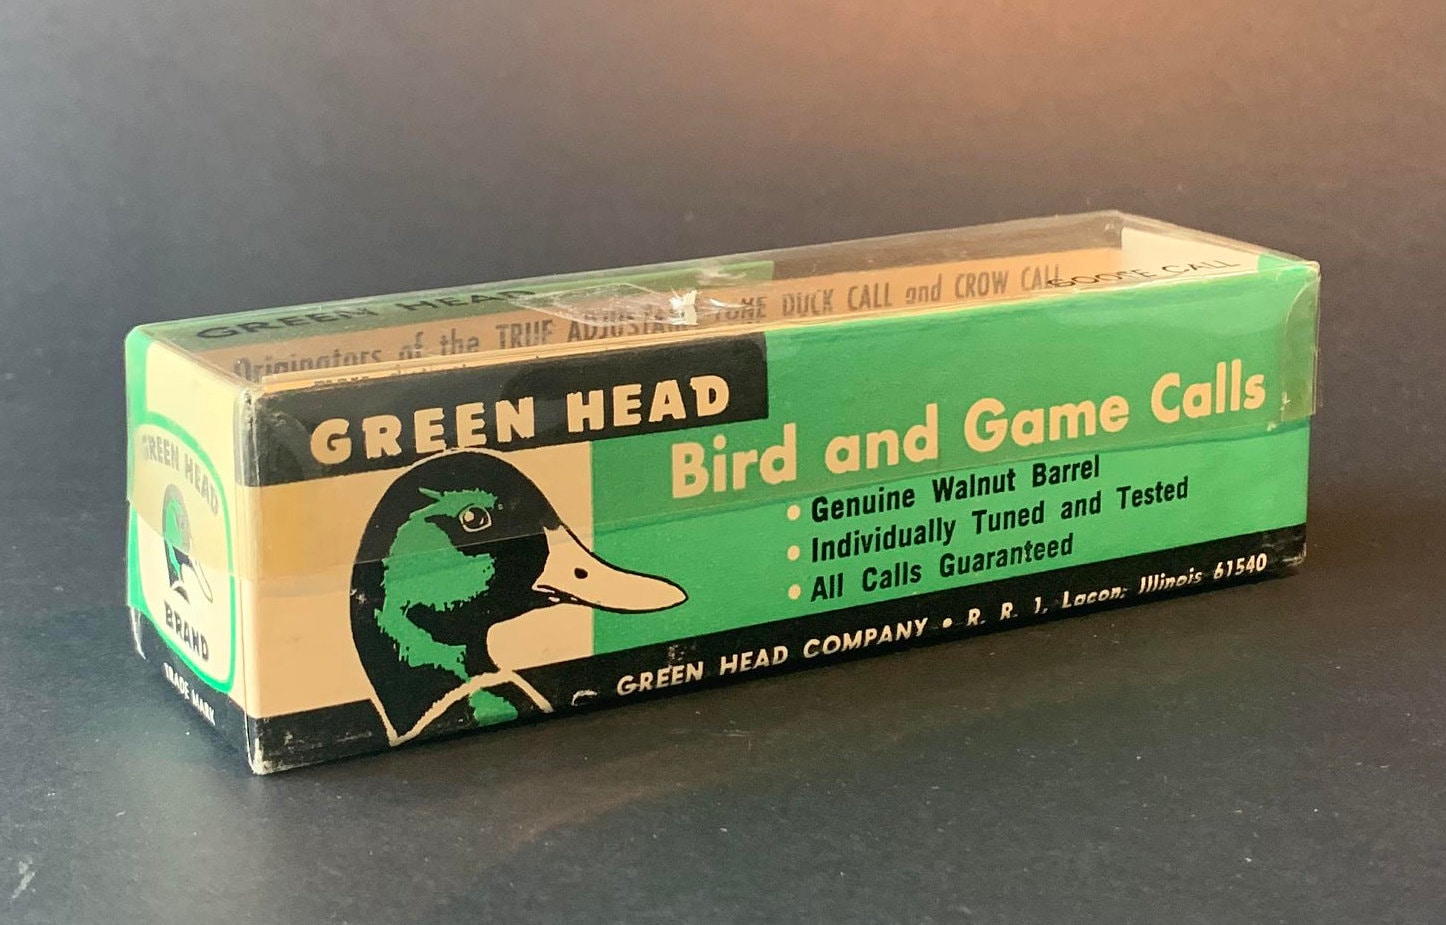 GREEN HEAD
Originators of the TRUE TONE DUCK CALL and CROW CALL
GOOSE CALL
GREEN HEAD
Bird and Game Calls
• Genuine Walnut Barrel
• Individually Tuned and Tested
• All Calls Guaranteed
GREEN HEAD COMPANY • R. R. 1, Lacon, Illinois 61540
GREEN HEAD
BRAND
TRADE MARK